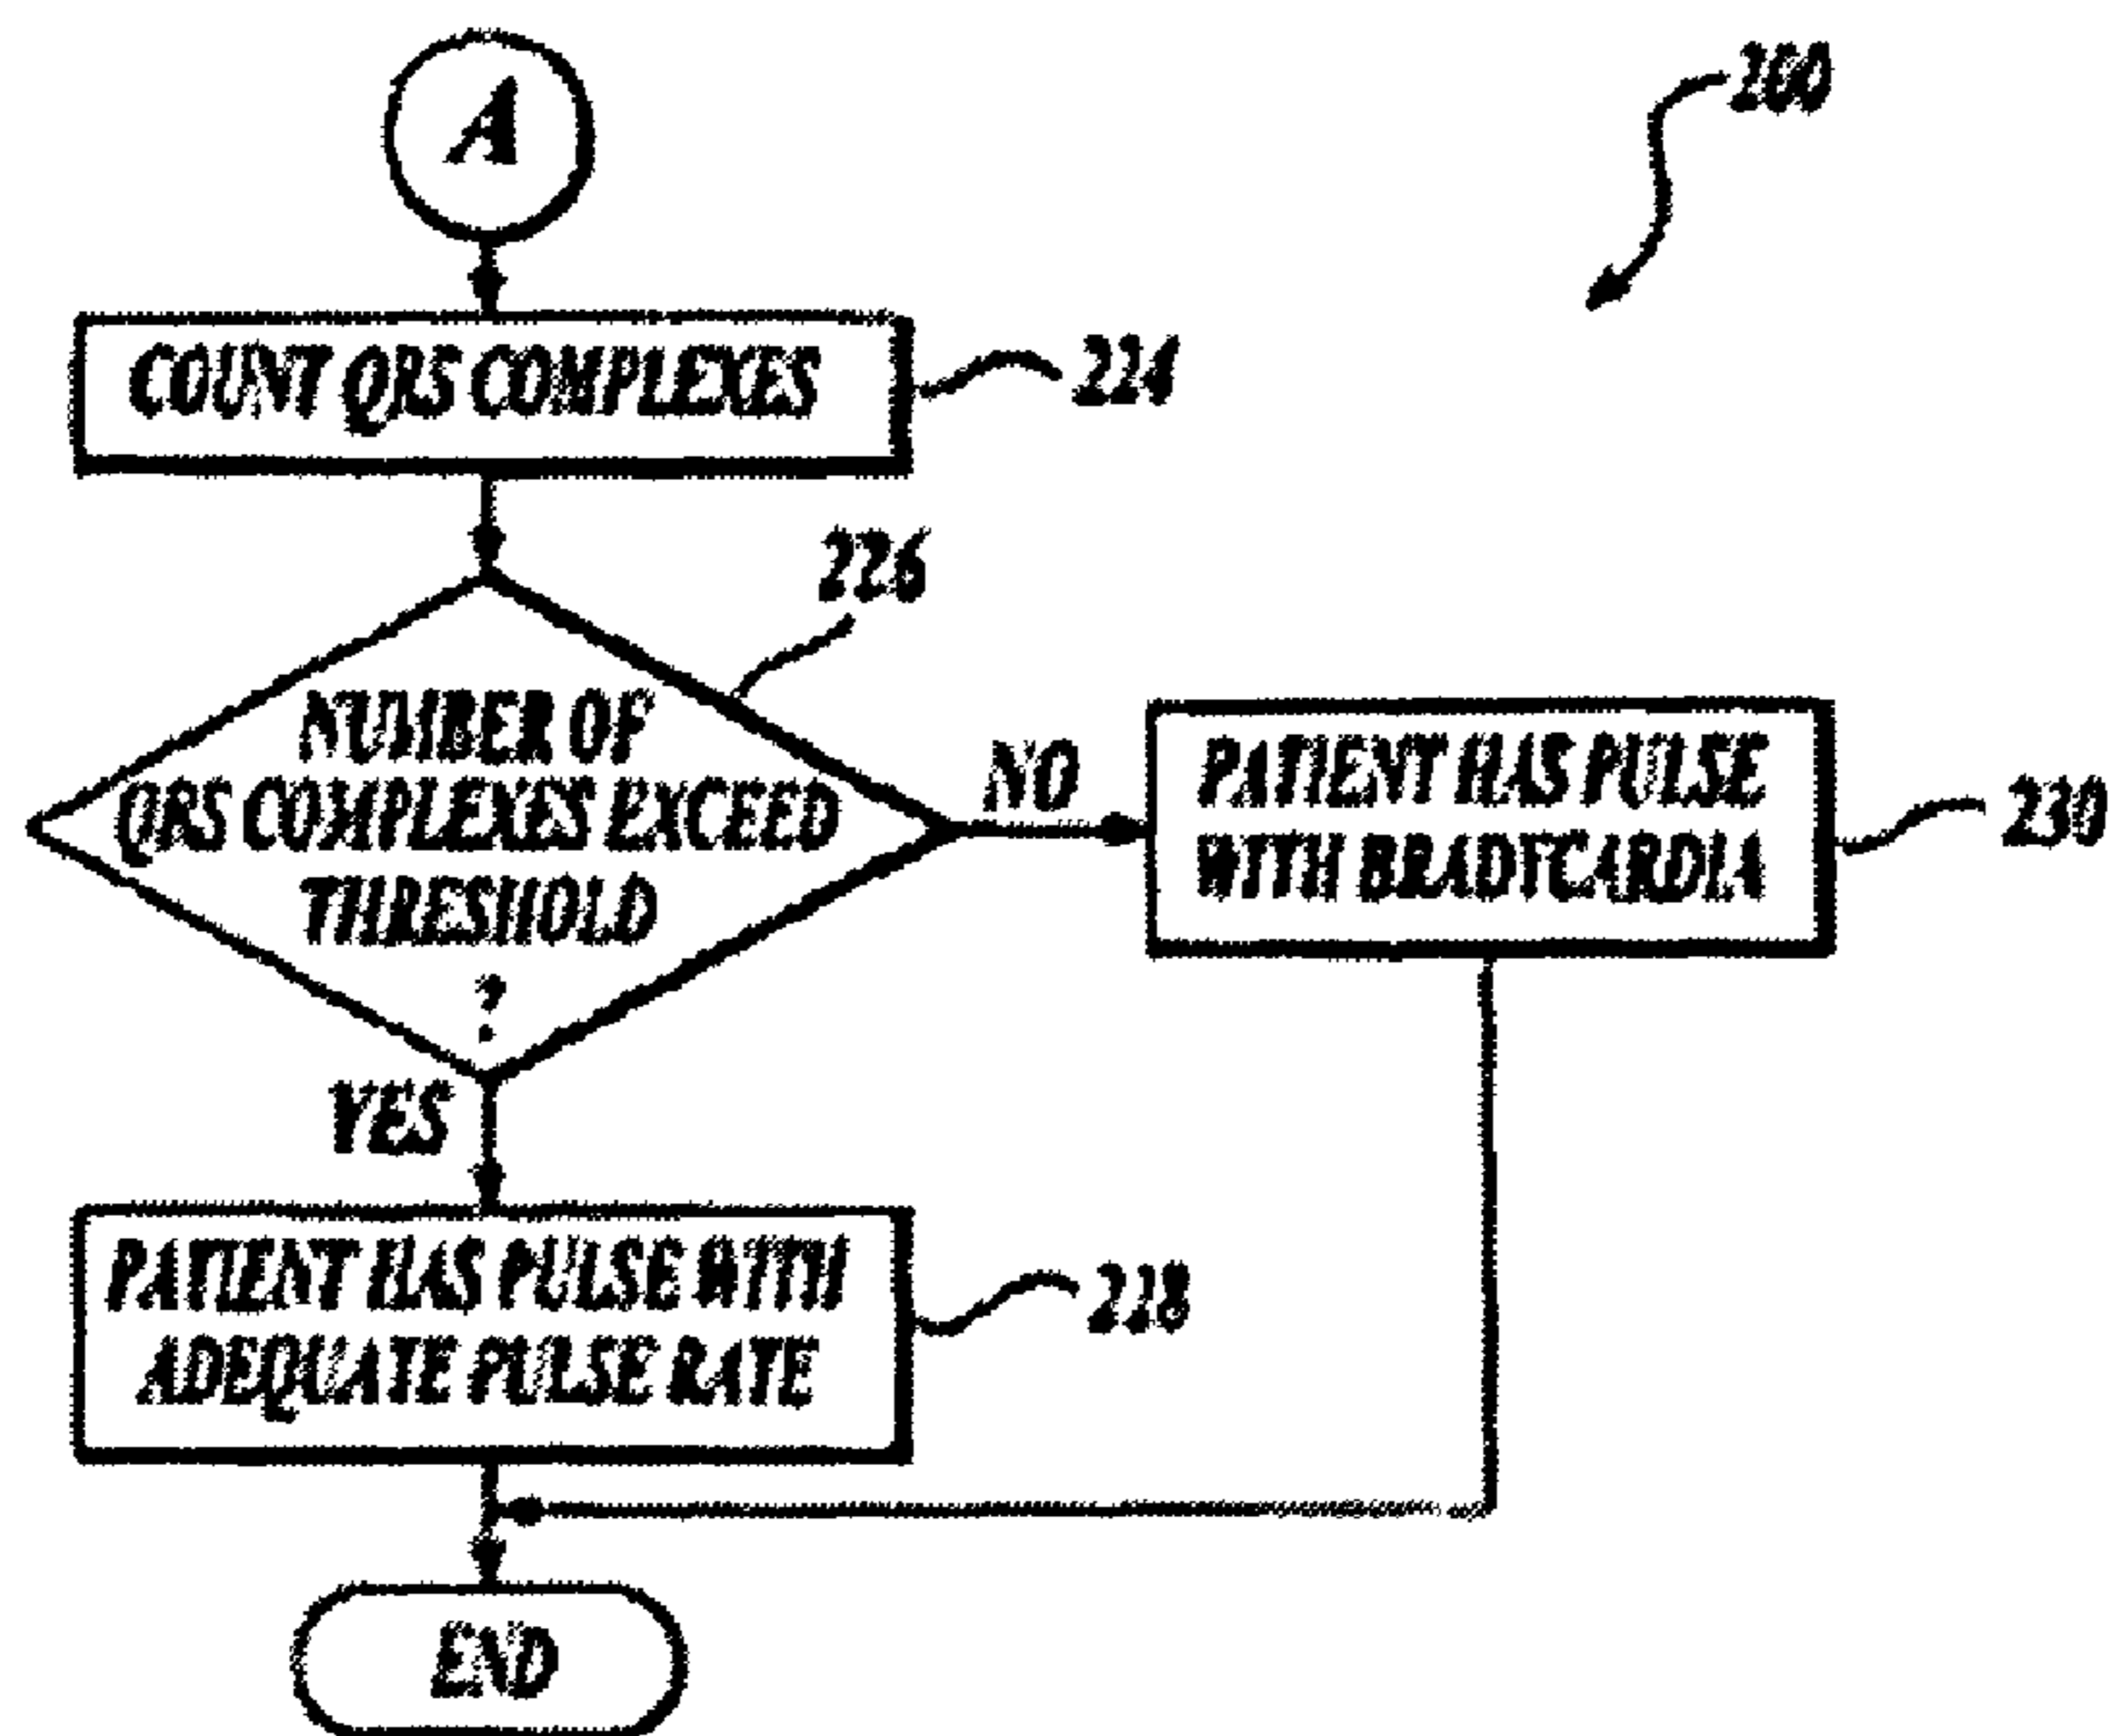 A
200
COUNT QRS COMPLEXES
224
226
NUMBER OF
QRS COMPLEXES EXCEED
THRESHOLD
?
NO
PATIENT HAS PULSE
WITH BRADYCARDIA
230
YES
PATIENT HAS PULSE WITH
ADEQUATE PULSE RATE
228
END